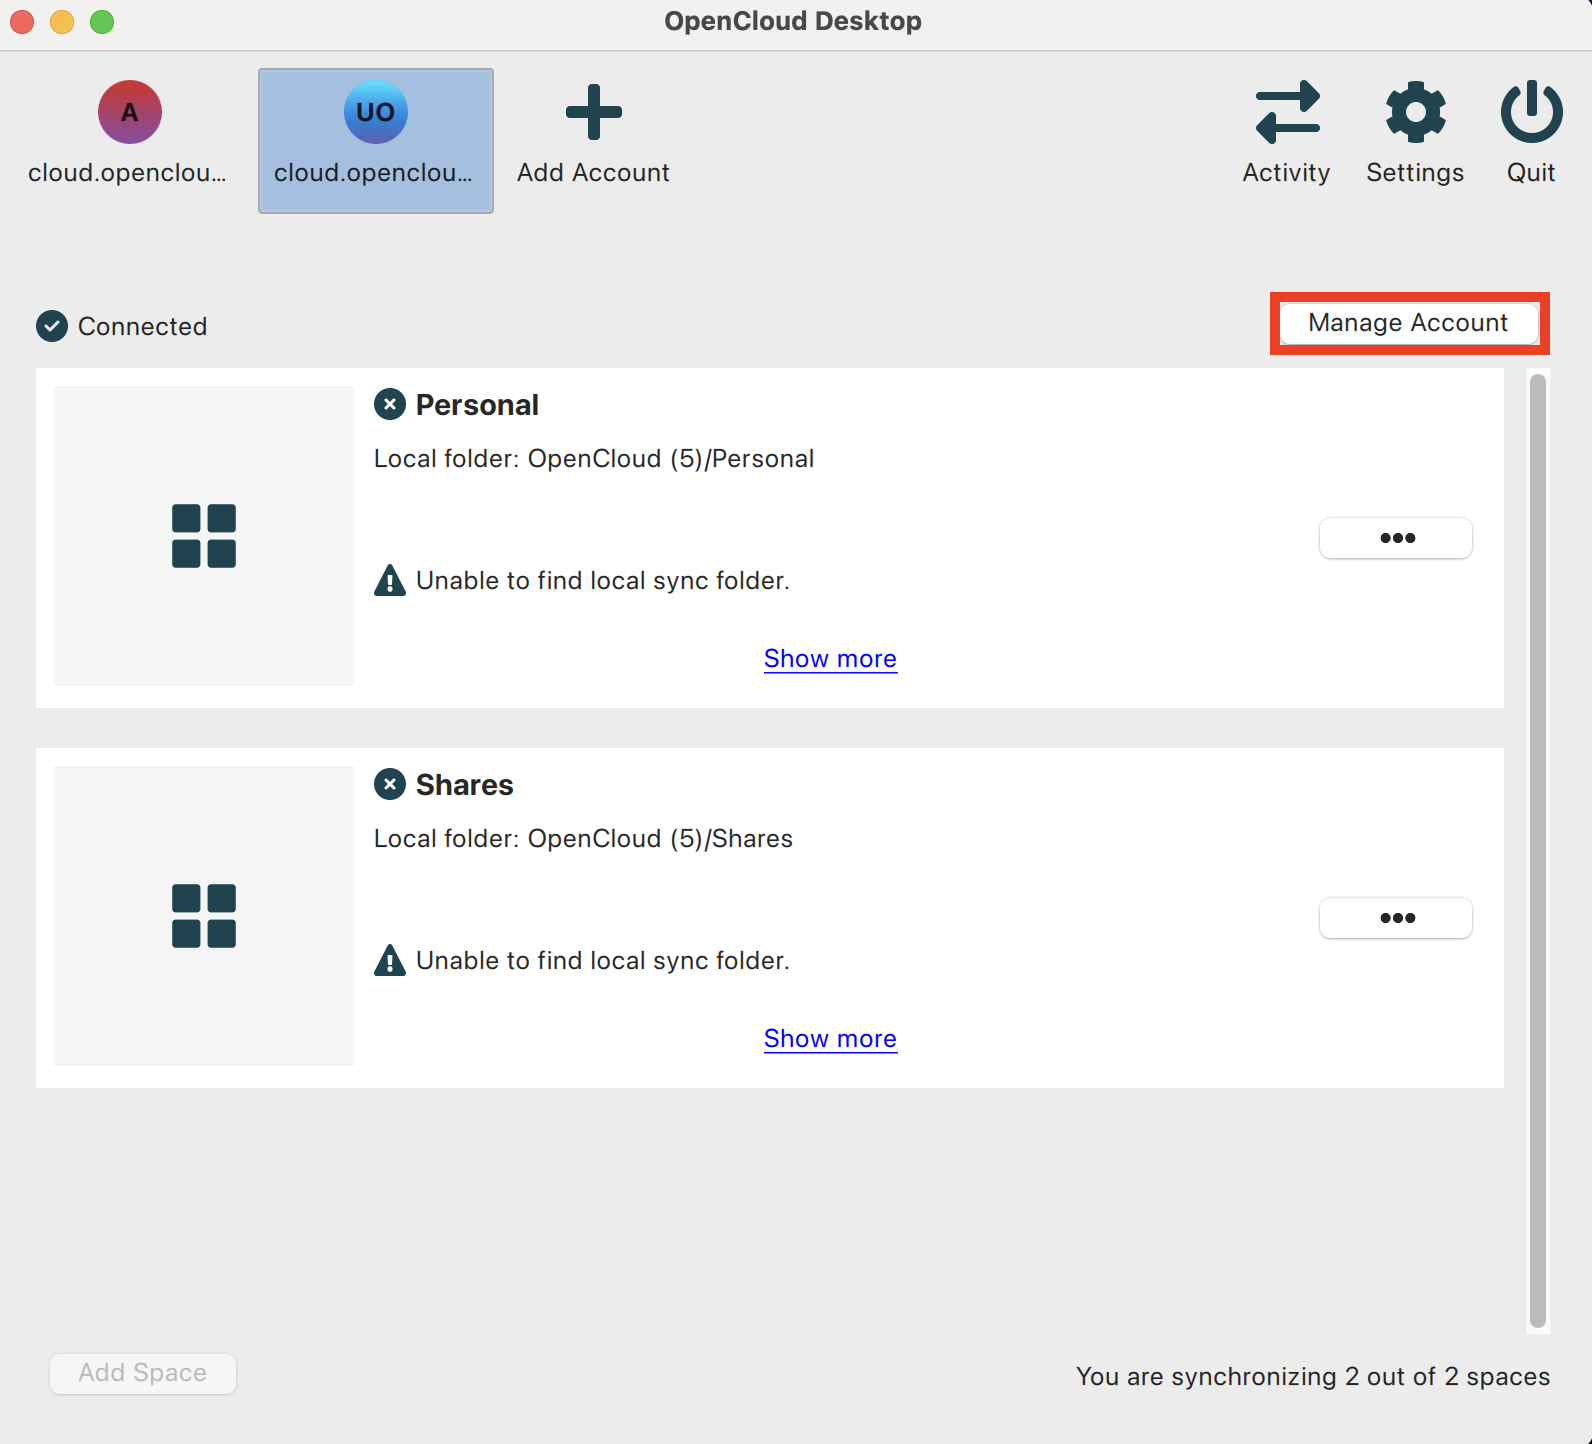 OpenCloud Desktop
A
cloud.openclou...
UO
cloud.openclou...
Add Account
Activity
Settings
Quit
Connected
Manage Account
Personal
Local folder: OpenCloud (5)/Personal
Unable to find local sync folder.
Show more
Shares
Local folder: OpenCloud (5)/Shares
Unable to find local sync folder.
Show more
Add Space
You are synchronizing 2 out of 2 spaces